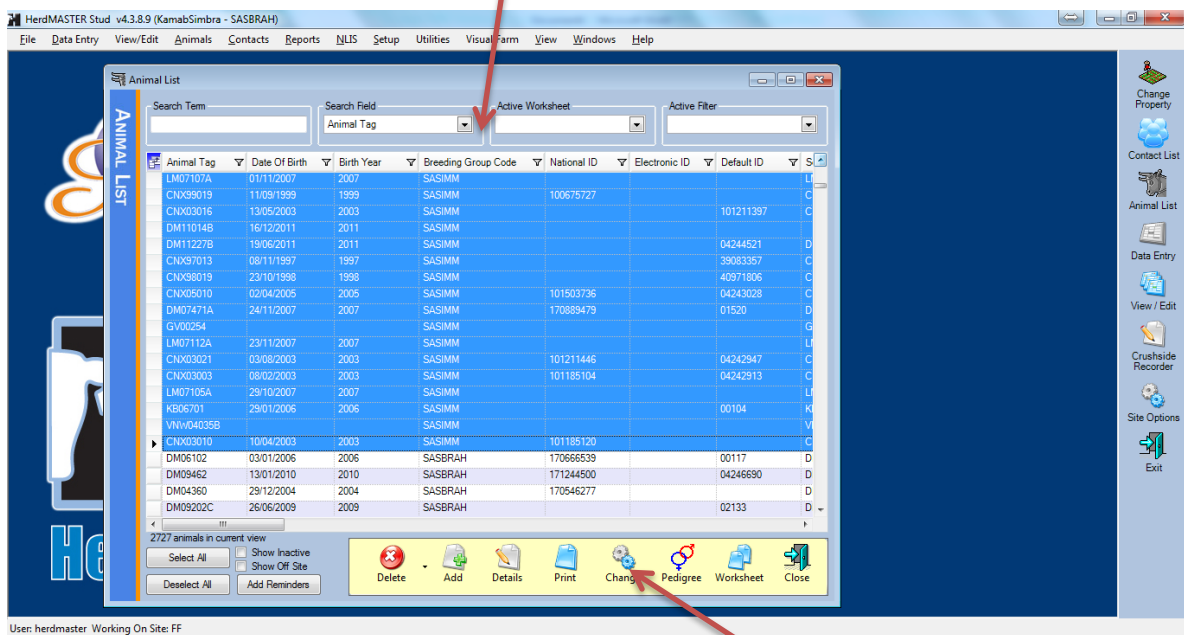 HerdMASTER Stud v4.3.8.9 (KamabSimbra - SASBRAH)
File Data Entry View/Edit Animals Contacts Reports NLIS Setup Utilities Visual Farm View Windows Help
Animal List
ANIMAL LIST
Search Term Search Field Active Worksheet Active Filter
Animal Tag
Animal Tag Date Of Birth Birth Year Breeding Group Code National ID Electronic ID Default ID
LM07107A 01/11/2007 2007 SASIMM
CNX99019 11/09/1999 1999 SASIMM 100675727 C
CNX03016 13/05/2003 2003 SASIMM 101211397 C
DM11014B 16/12/2011 2011 SASIMM
DM11227B 19/06/2011 2011 SASIMM 04244521 D
CNX97013 08/11/1997 1997 SASIMM 39083357 C
CNX98019 23/10/1998 1998 SASIMM 40971806 C
CNX05010 02/04/2005 2005 SASIMM 101503736 04243028 C
DM07471A 24/11/2007 2007 SASIMM 170889479 01520 D
GV00254 SASIMM G
LM07112A 23/11/2007 2007 SASIMM
CNX03021 03/08/2003 2003 SASIMM 101211446 04242947 C
CNX03003 08/02/2003 2003 SASIMM 101185104 04242913 C
LM07105A 29/10/2007 2007 SASIMM
KB06701 29/01/2006 2006 SASIMM 00104
VNW04035B SASIMM
CNX03010 10/04/2003 2003 SASIMM 101185120 C
DM06102 03/01/2006 2006 SASBRAH 170666539 00117 D
DM09462 13/01/2010 2010 SASBRAH 171244500 04246690 D
DM04360 29/12/2004 2004 SASBRAH 170546277 D
DM09202C 26/06/2009 2009 SASBRAH 02133 D
2727 animals in current view
Select All Show Inactive
Show Off Site
Deselect All Add Reminders
Delete Add Details Print Change Pedigree Worksheet Close
Change Property
Contact List
Animal List
Data Entry
View / Edit
Crushside Recorder
Site Options
Exit
He
User: herdmaster Working On Site: FF